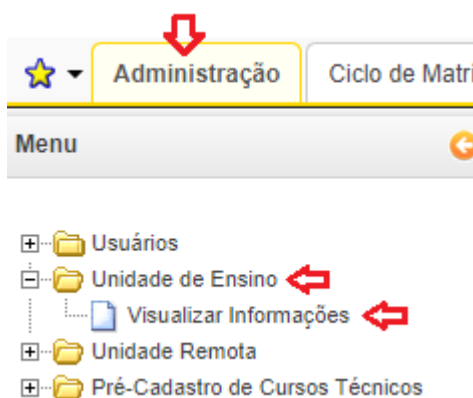 Administração Ciclo de Matri
Menu
Usuários
Unidade de Ensino
Visualizar Informações
Unidade Remota
Pré-Cadastro de Cursos Técnicos